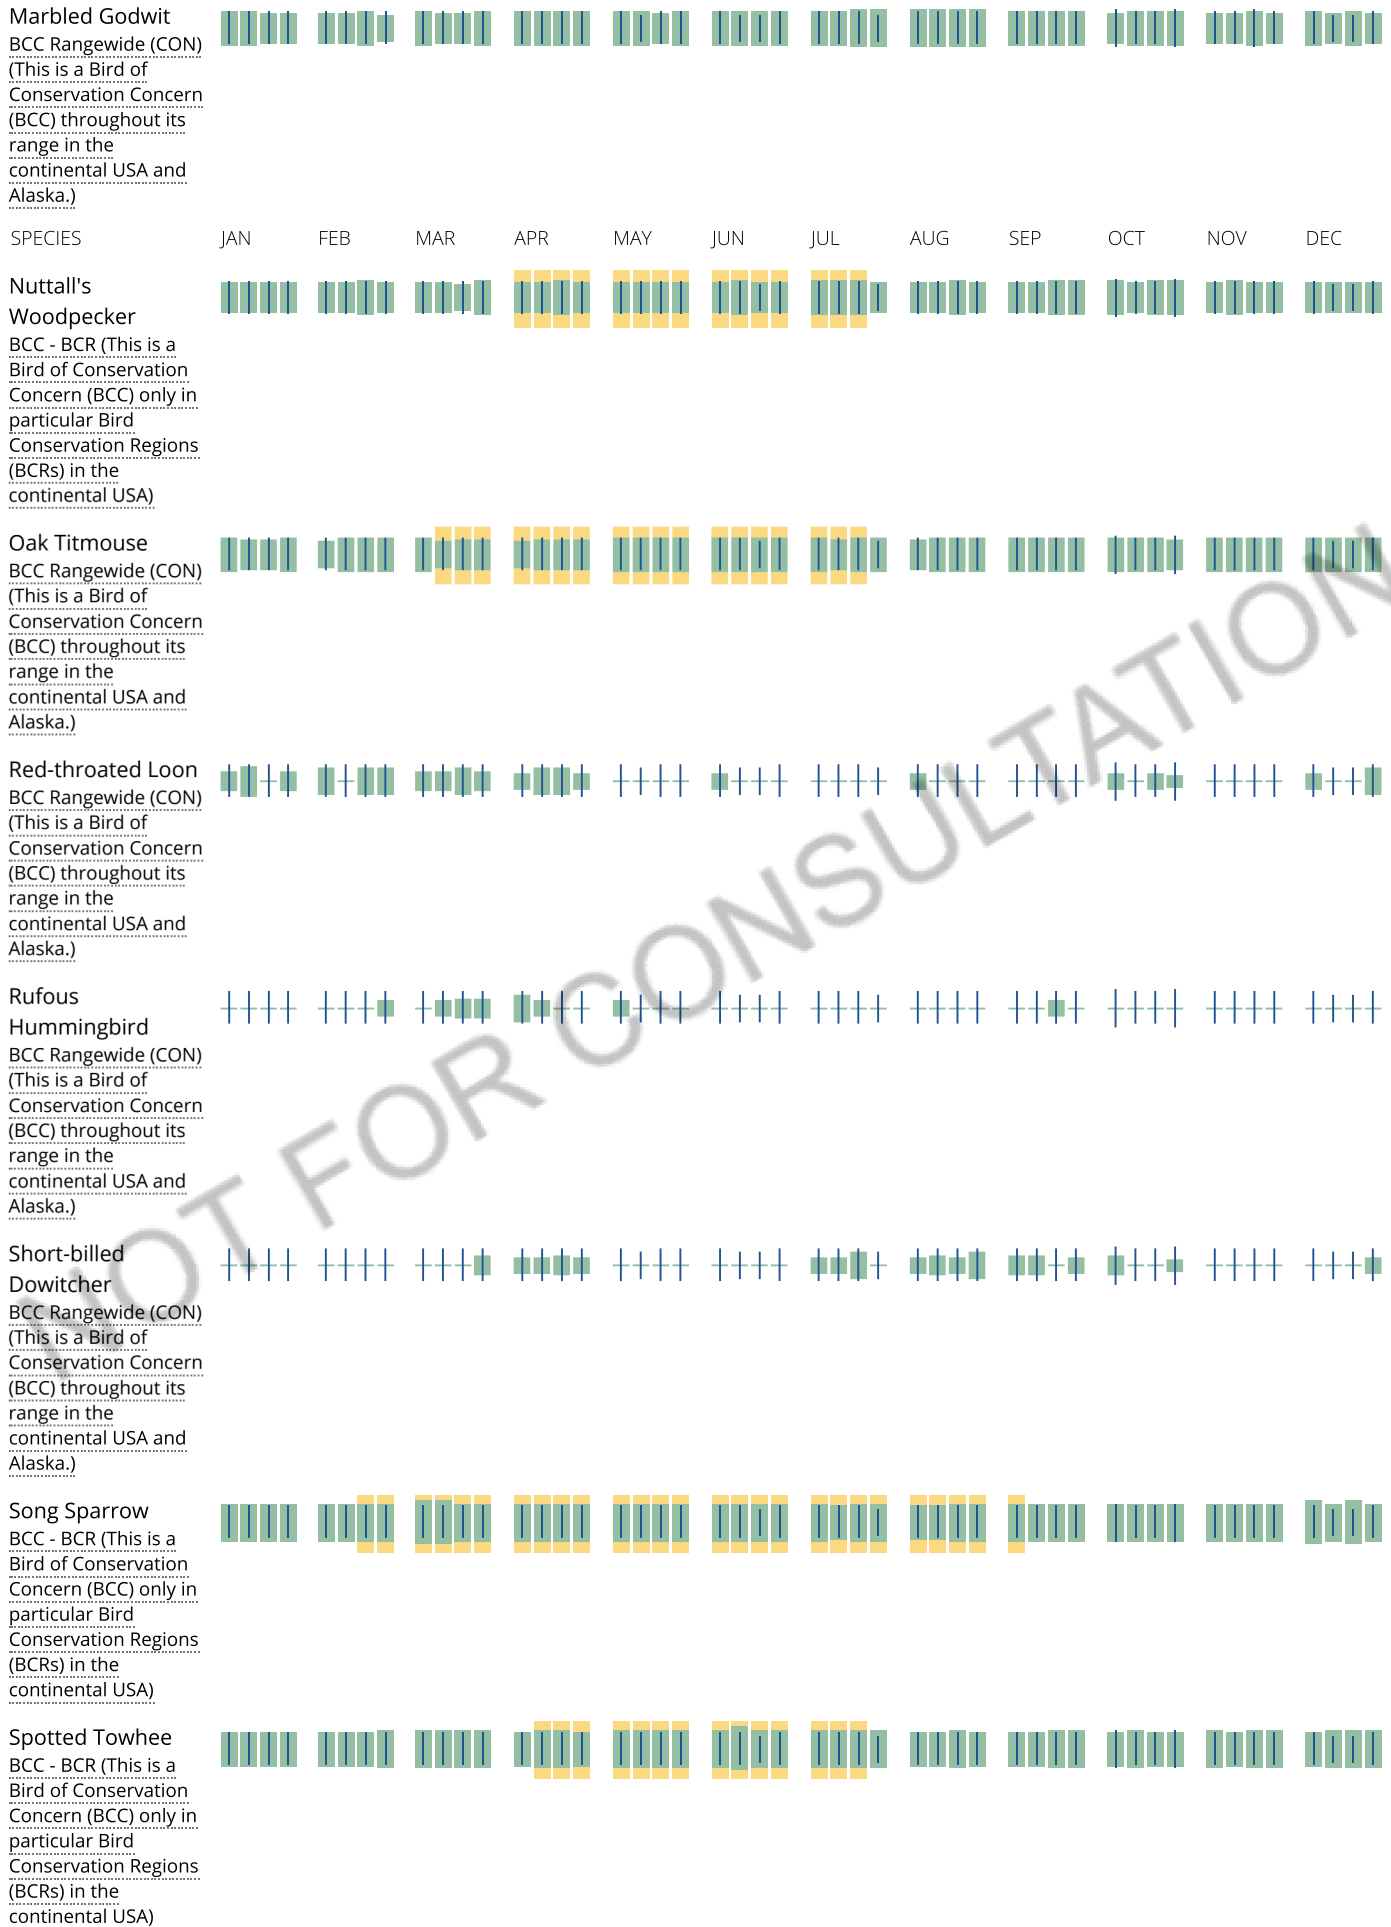 Marbled Godwit
BCC Rangewide (CON)
(This is a Bird of
Conservation Concern
(BCC) throughout its
range in the
continental USA and
Alaska.)
SPECIES JAN FEB MAR APR MAY JUN JUL AUG SEP OCT NOV DEC
Nuttall's
Woodpecker
BCC - BCR (This is a
Bird of Conservation
Concern (BCC) only in
particular Bird
Conservation Regions
(BCRs) in the
continental USA)
Oak Titmouse
BCC Rangewide (CON)
(This is a Bird of
Conservation Concern
(BCC) throughout its
range in the
continental USA and
Alaska.)
Red-throated Loon
BCC Rangewide (CON)
(This is a Bird of
Conservation Concern
(BCC) throughout its
range in the
continental USA and
Alaska.)
Rufous
Hummingbird
BCC Rangewide (CON)
(This is a Bird of
Conservation Concern
(BCC) throughout its
range in the
continental USA and
Alaska.)
Short-billed
Dowitcher
BCC Rangewide (CON)
(This is a Bird of
Conservation Concern
(BCC) throughout its
range in the
continental USA and
Alaska.)
Song Sparrow
BCC - BCR (This is a
Bird of Conservation
Concern (BCC) only in
particular Bird
Conservation Regions
(BCRs) in the
continental USA)
Spotted Towhee
BCC - BCR (This is a
Bird of Conservation
Concern (BCC) only in
particular Bird
Conservation Regions
(BCRs) in the
continental USA)
NOT FOR CONSULTATION